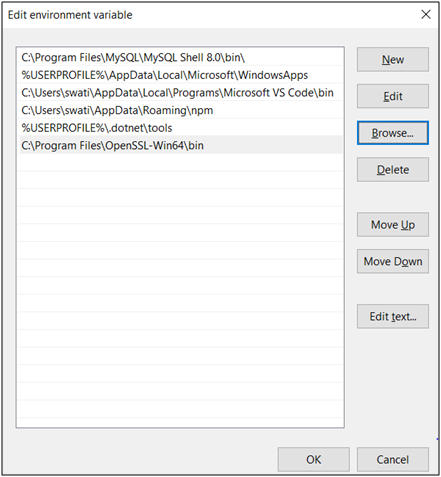 Edit environment variable
C:\Program Files\MySQL\MySQL Shell 8.0\bin\
%USERPROFILE%\AppData\Local\Microsoft\WindowsApps
C:\Users\swati\AppData\Local\Programs\Microsoft VS Code\bin
C:\Users\swati\AppData\Roaming\npm
%USERPROFILE%\.dotnet\tools
C:\Program Files\OpenSSL-Win64\bin
New
Edit
Browse...
Delete
Move Up
Move Down
Edit text...
OK
Cancel